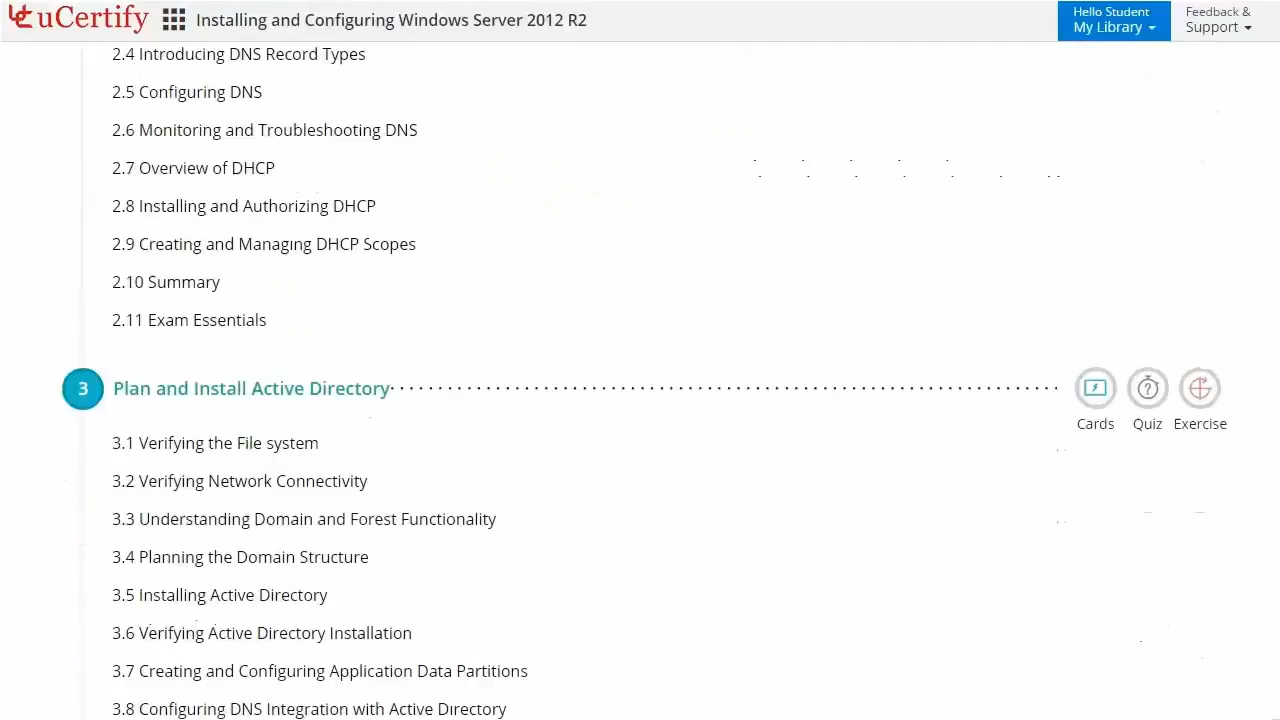 uCertify
Installing and Configuring Windows Server 2012 R2
Hello Student
My Library
Feedback &
Support
2.4 Introducing DNS Record Types
2.5 Configuring DNS
2.6 Monitoring and Troubleshooting DNS
2.7 Overview of DHCP
2.8 Installing and Authorizing DHCP
2.9 Creating and Managing DHCP Scopes
2.10 Summary
2.11 Exam Essentials
3 Plan and Install Active Directory
Cards Quiz Exercise
3.1 Verifying the File system
3.2 Verifying Network Connectivity
3.3 Understanding Domain and Forest Functionality
3.4 Planning the Domain Structure
3.5 Installing Active Directory
3.6 Verifying Active Directory Installation
3.7 Creating and Configuring Application Data Partitions
3.8 Configuring DNS Integration with Active Directory